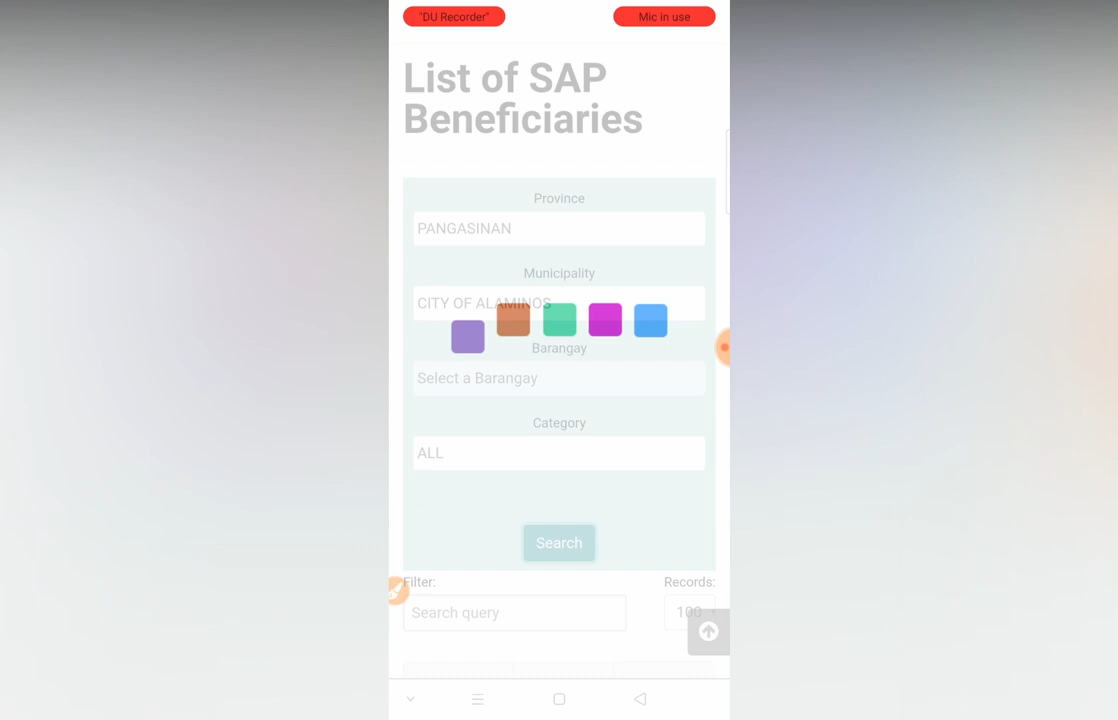 "DU Recorder"
Mic in use
List of SAP
Beneficiaries
Province
PANGASINAN
Municipality
CITY OF ALAMINOS
Barangay
Select a Barangay
Category
ALL
Search
Filter:
Records:
Search query
100